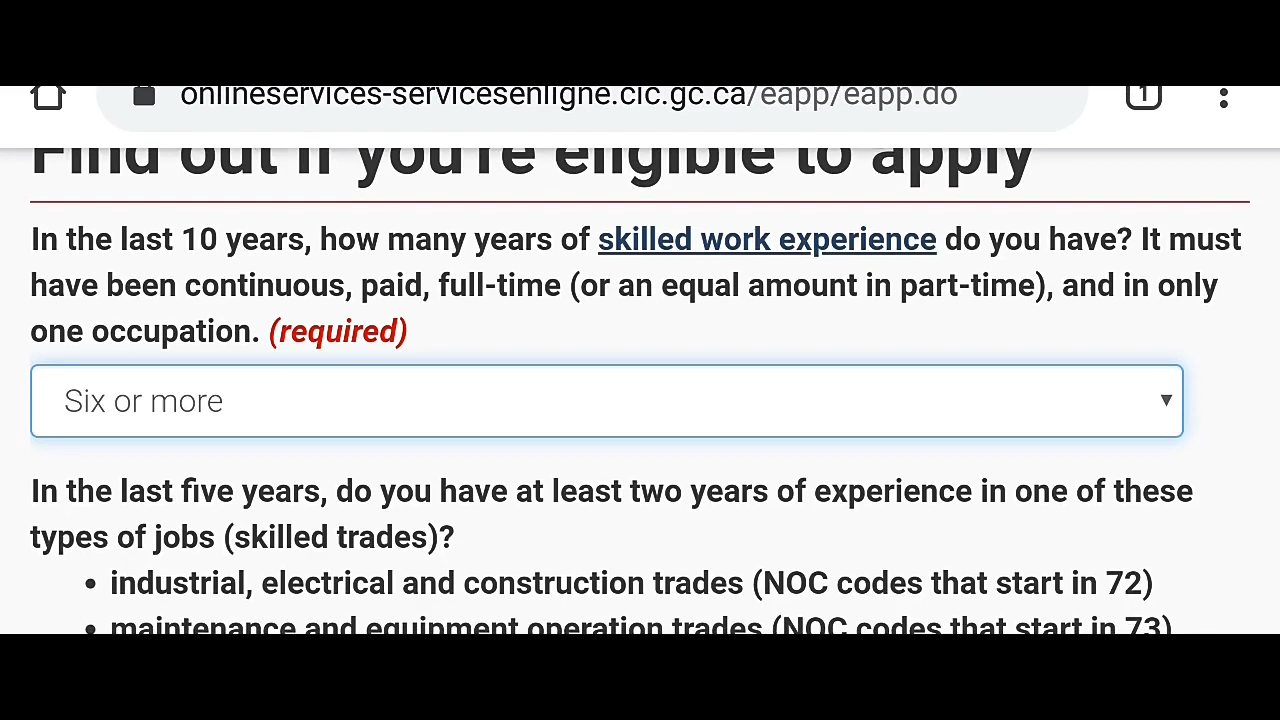 1
onlineservices-servicesenligne.cic.gc.ca/eapp/eapp.do
Find out if you're eligible to apply
In the last 10 years, how many years of skilled work experience do you have? It must
have been continuous, paid, full-time (or an equal amount in part-time), and in only
one occupation. (required)
Six or more
In the last five years, do you have at least two years of experience in one of these
types of jobs (skilled trades)?
• industrial, electrical and construction trades (NOC codes that start in 72)
• maintenance and equipment operation trades (NOC codes that start in 73)